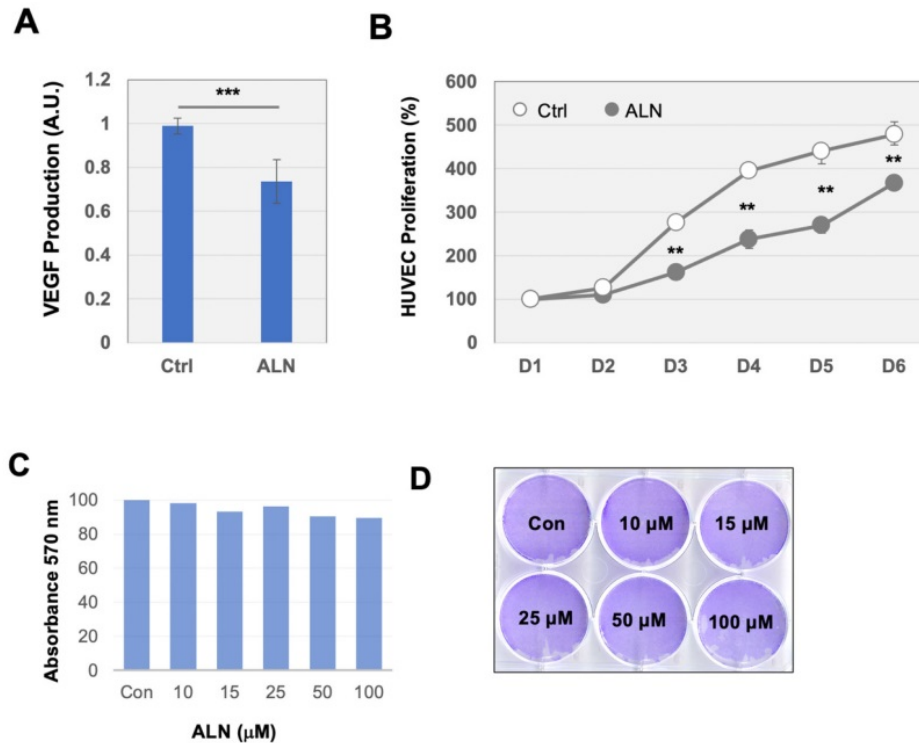 A
VEGF Production (A.U.)
1.2
1
0.8
0.6
0.4
0.2
0
***
Ctrl
ALN
B
HUVEC Proliferation (%)
600
500
400
300
200
100
0
Ctrl
ALN
**
**
**
**
D1
D2
D3
D4
D5
D6
C
Absorbance 570 nm
100
80
60
40
20
0
Con
10
15
25
50
100
ALN (μM)
D
Con
10 μM
15 μM
25 μM
50 μM
100 μM